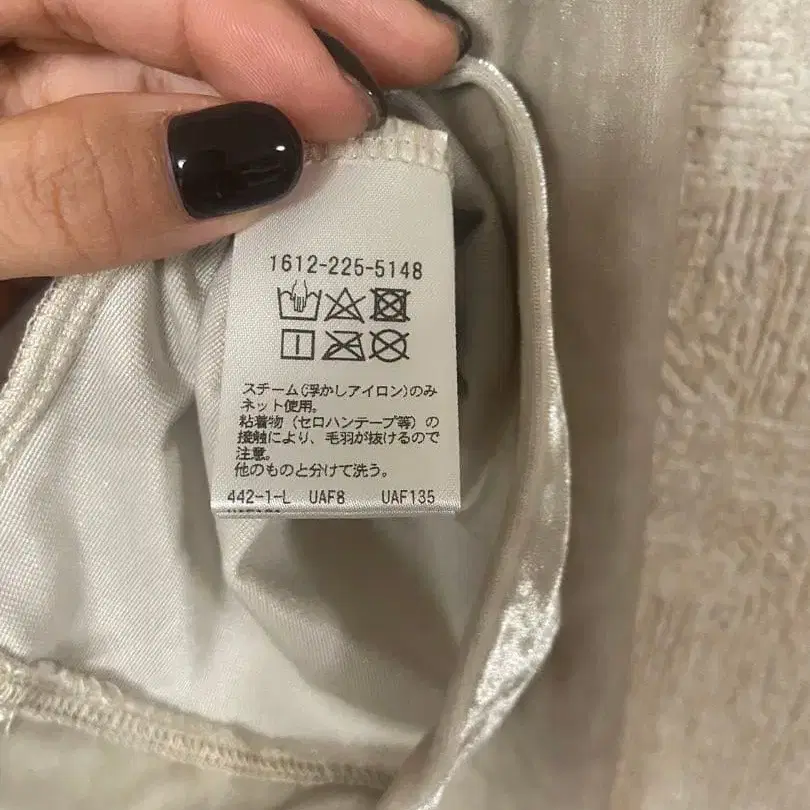 1612-225-5148
スチーム(浮かしアイロン)のみ
ネット使用。
粘着物(セロハンテープ等)の
接触により、毛羽が抜けるので
注意。
他のものと分けて洗う。
442-1-L UAF8 UAF135